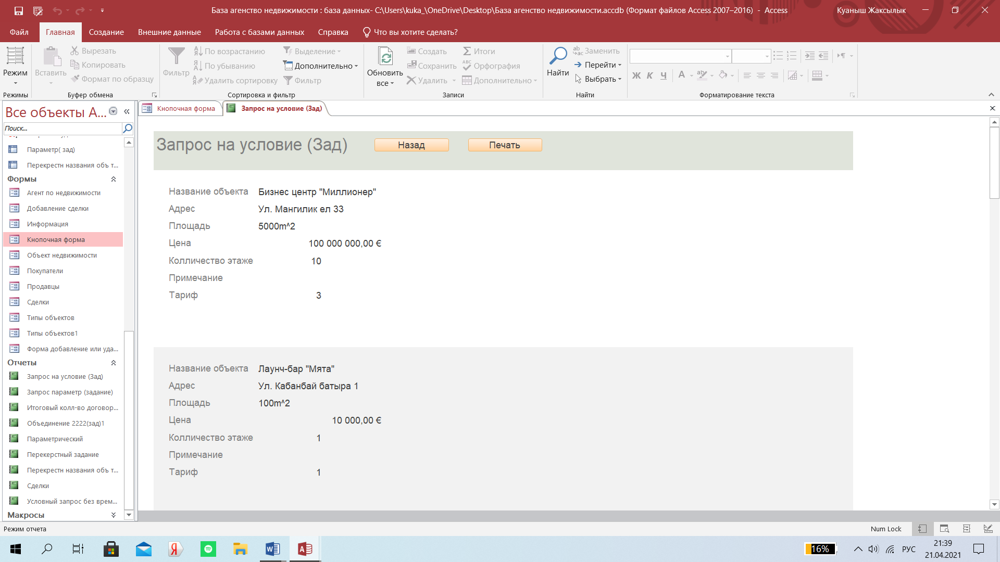 База агенство недвижимости : база данных- C:\Users\kuka_\OneDrive\Desktop\База агенство недвижимости.accdb (Формат файлов Access 2007–2016) - Access
Куаныш Жаксылык
Файл Главная Создание Внешние данные Работа с базами данных Справка Что вы хотите сделать?
Режим
Режимы
Вставить
Вырезать
Копировать
Формат по образцу
Буфер обмена
Фильтр
По возрастанию
По убыванию
Удалить сортировку
Выделение
Дополнительно
Фильтр
Сортировка и фильтр
Обновить
все
Создать
Сохранить
Удалить
Итоги
Орфография
Дополнительно
Записи
Найти
Заменить
Перейти
Выбрать
Найти
Ж К Ч А
Форматирование текста
Все объекты A...
Поиск...
Параметр( зад)
Перекрестн названия объ т...
Формы
Агент по недвижимости
Добавление сделки
Информация
Кнопочная форма
Объект недвижимости
Покупатели
Продавцы
Сделки
Типы объектов
Типы объектов1
Форма добавление или уда...
Отчеты
Запрос на условие (Зад)
Запрос параметр (задание)
Итоговый колл-во договор...
Объединение 2222(зад)1
Параметрический
Перекерстный задание
Перекрестн названия объ т...
Сделки
Условный запрос без врем...
Макросы
Кнопочная форма
Запрос на условие (Зад)
Запрос на условие (Зад) Назад Печать
Название объекта Бизнес центр "Миллионер"
Адрес Ул. Мангилик ел 33
Площадь 5000m^2
Цена 100 000 000,00 €
Колличество этаже 10
Примечание
Тариф 3
Название объекта Лаунч-бар "Мята"
Адрес Ул. Кабанбай батыра 1
Площадь 100m^2
Цена 10 000,00 €
Колличество этаже 1
Примечание
Тариф 1
Режим отчета
Num Lock
16%
РУС
21:39
21.04.2021